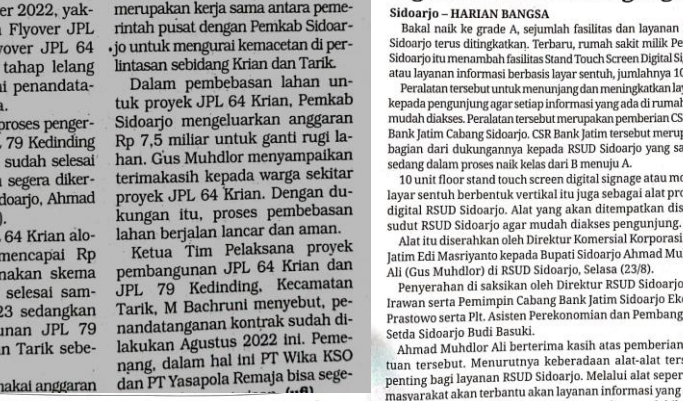 er 2022, yak-
Flyover JPL
yover JPL 64
tahap lelang
ni penandata-
a.
proses penger-
79 Kedinding
sudah selesai
segera diker-
doarjo, Ahmad
).
64 Krian alo-
mencapai Rp
nakan skema
selesai sam-
23 sedangkan
unan JPL 79
n Tarik sebe-
nakai anggaran
merupakan kerja sama antara peme-
rintah pusat dengan Pemkab Sidoar-
jo untuk mengurai kemacetan di per-
lintasan sebidang Krian dan Tarik.
Dalam pembebasan lahan un-
tuk proyek JPL 64 Krian, Pemkab
Sidoarjo mengeluarkan anggaran
Rp 7,5 miliar untuk ganti rugi la-
han. Gus Muhdlor menyampaikan
terimakasih kepada warga sekitar
proyek JPL 64 Krian. Dengan du-
kungan itu, proses pembebasan
lahan berjalan lancar dan aman.
Ketua Tim Pelaksana proyek
pembangunan JPL 64 Krian dan
JPL 79 Kedinding, Kecamatan
Tarik, M Bachruni menyebut, pe-
nandatanganan kontrak sudah di-
lakukan Agustus 2022 ini. Peme-
nang, dalam hal ini PT Wika KSO
dan PT Yasapola Remaja bisa sege-
Sidoarjo – HARIAN BANGSA
Bakal naik ke grade A, sejumlah fasilitas dan layanan
Sidoarjo terus ditingkatkan. Terbaru, rumah sakit milik Pe
Sidoarjo itu menambah fasilitas Stand Touch Screen Digital Si
atau layanan informasi berbasis layar sentuh, jumlahnya 10
Peralatan tersebut untuk menunjang dan meningkatkan lay
kepada pengunjung agar setiap informasi yang ada di rumah
mudah diakses. Peralatan tersebut merupakan pemberian CS
Bank Jatim Cabang Sidoarjo. CSR Bank Jatim tersebut merup
bagian dari dukungannya kepada RSUD Sidoarjo yang sa
sedang dalam proses naik kelas dari B menuju A.
10 unit floor stand touch screen digital signage atau mo
layar sentuh berbentuk vertikal itu juga sebagai alat pro
digital RSUD Sidoarjo. Alat yang akan ditempatkan dis
sudut RSUD Sidoarjo agar mudah diakses pengunjung.
Alat itu diserahkan oleh Direktur Komersial Korporasi
Jatim Edi Masriyanto kepada Bupati Sidoarjo Ahmad Mu
Ali (Gus Muhdlor) di RSUD Sidoarjo, Selasa (23/8).
Penyerahan di saksikan oleh Direktur RSUD Sidoarjo
Irawan serta Pemimpin Cabang Bank Jatim Sidoarjo Eko
Prastowo serta Plt. Asisten Perekonomian dan Pembang
Setda Sidoarjo Budi Basuki.
Ahmad Muhdlor Ali berterima kasih atas pemberian
tuan tersebut. Menurutnya keberadaan alat-alat ters
penting bagi layanan RSUD Sidoarjo. Melalui alat seper
masyarakat akan terbantu akan layanan informasi yang